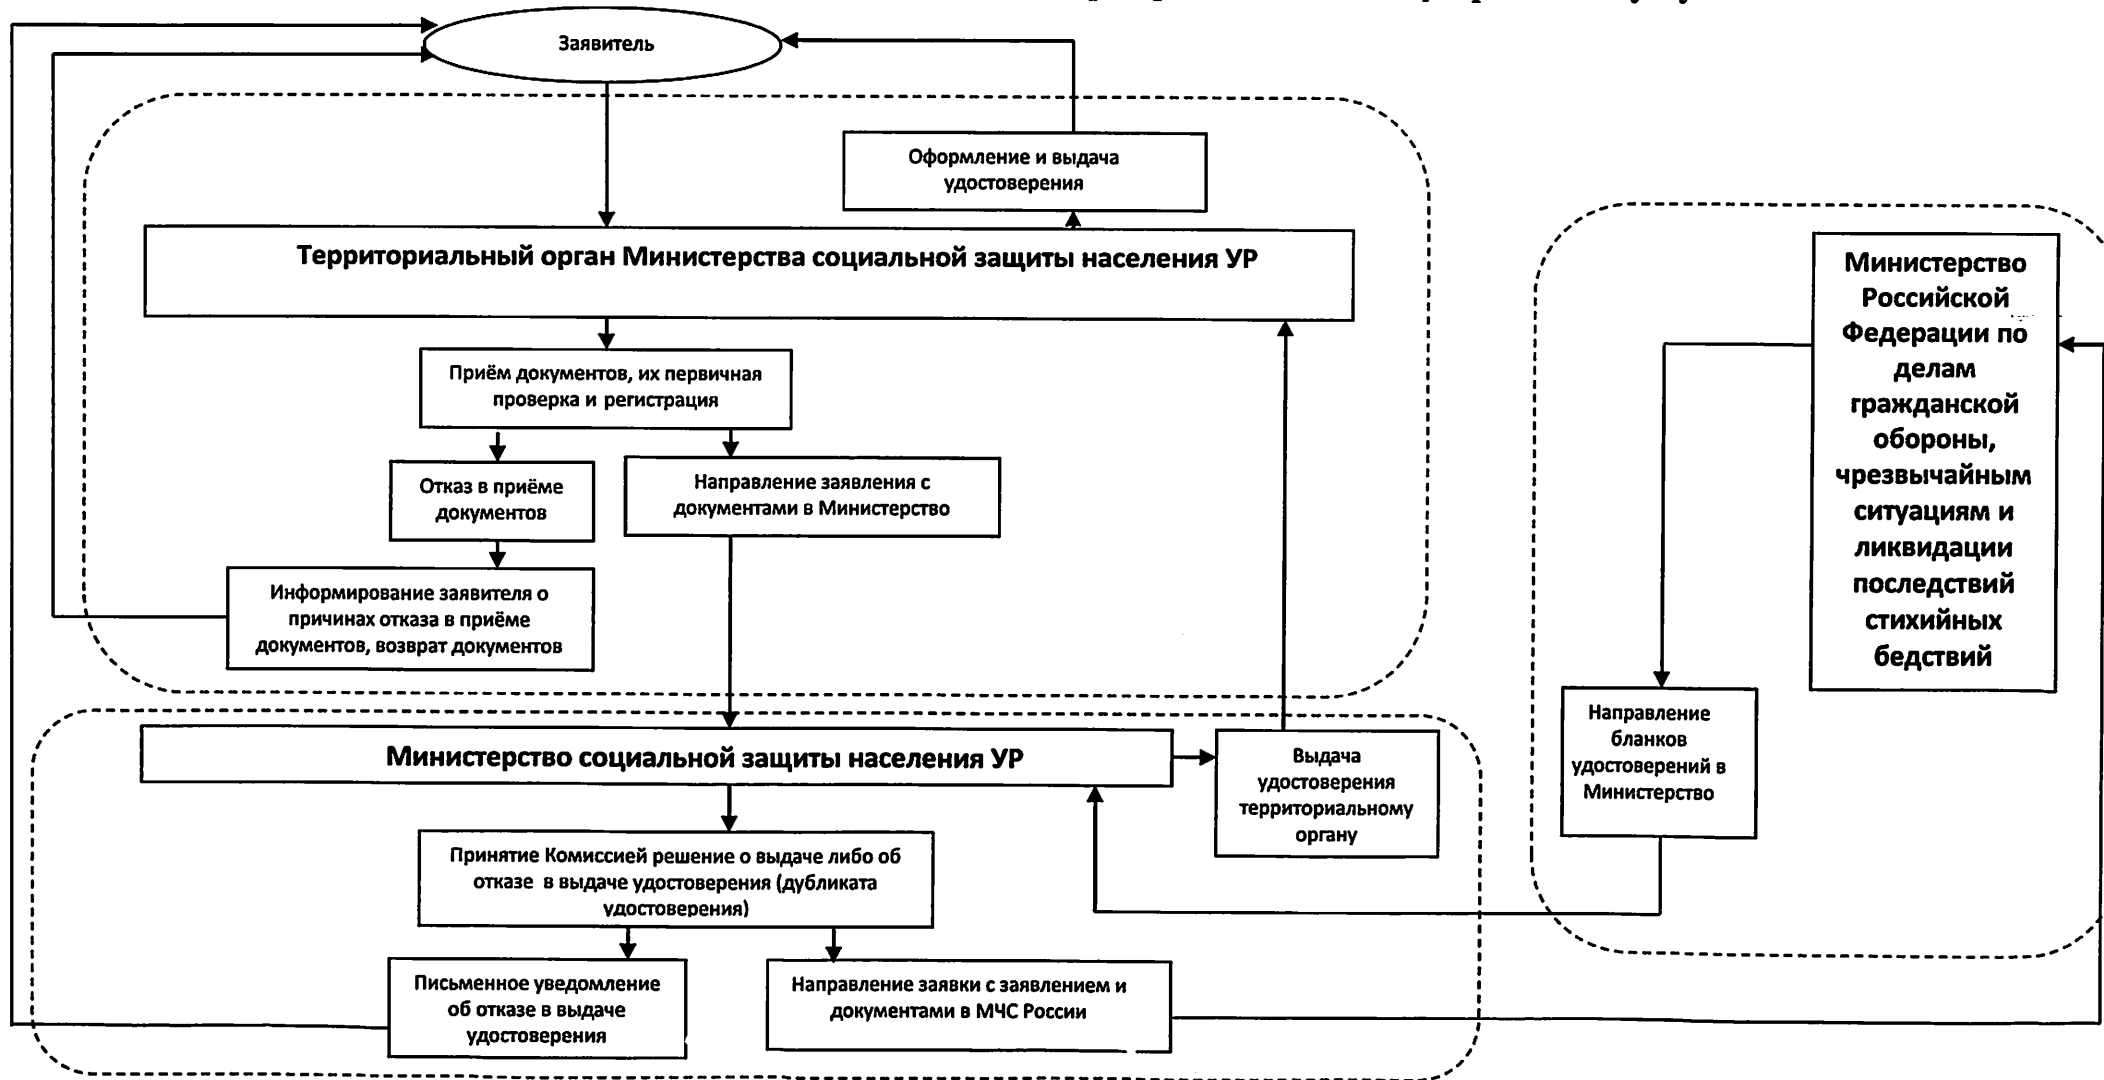 Заявитель
Оформление и выдача
удостоверения
Территориальный орган Министерства социальной защиты населения УР
Приём документов, их первичная
проверка и регистрация
Отказ в приёме
документов
Направление заявления с
документами в Министерство
Информирование заявителя о
причинах отказа в приёме
документов, возврат документов
Министерство
Российской
Федерации по
делам
гражданской
обороны,
чрезвычайным
ситуациям и
ликвидации
последствий
стихийных
бедствий
Направление
бланков
удостоверений в
Министерство
Министерство социальной защиты населения УР
Выдача
удостоверения
территориальному
органу
Принятие Комиссией решение о выдаче либо об
отказе в выдаче удостоверения (дубликата
удостоверения)
Письменное уведомление
об отказе в выдаче
удостоверения
Направление заявки с заявлением и
документами в МЧС России